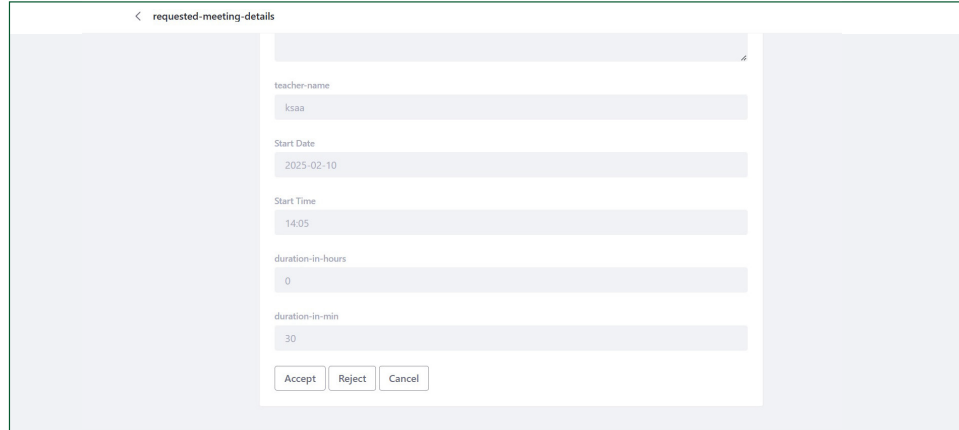 requested-meeting-details
teacher-name
ksaa
Start Date
2025-02-10
Start Time
14:05
duration-in-hours
0
duration-in-min
30
Accept Reject Cancel